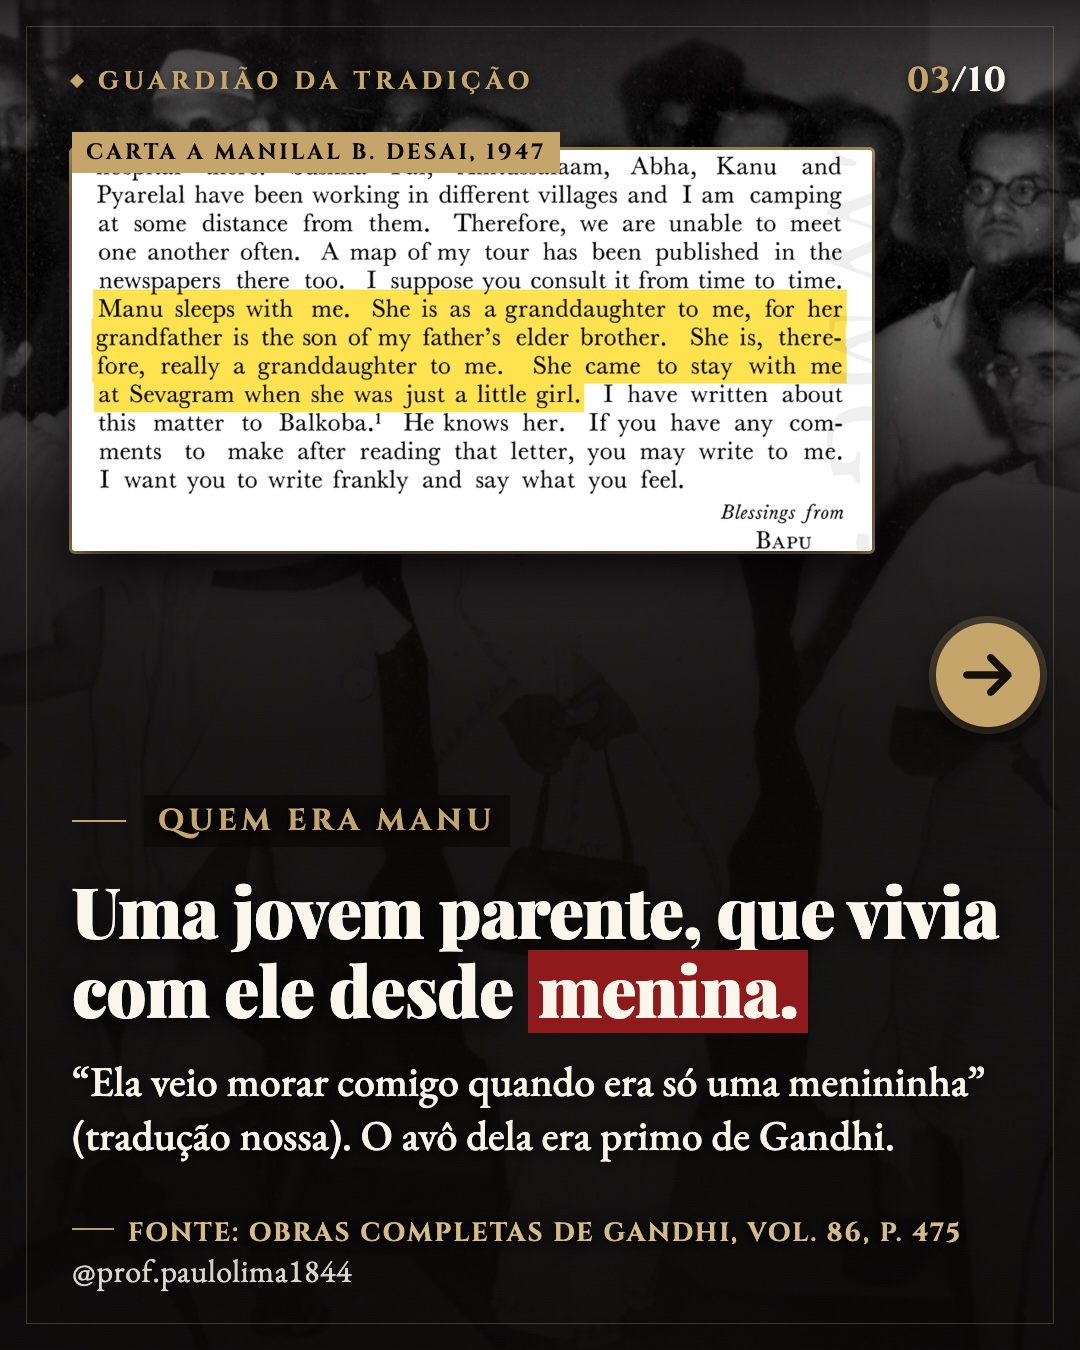 ◆ GUARDIÃO DA TRADIÇÃO
03/10
CARTA A MANILAL B. DESAI, 1947
Abha, Kanu and
Pyarelal have been working in different villages and I am camping
at some distance from them. Therefore, we are unable to meet
one another often. A map of my tour has been published in the
newspapers there too. I suppose you consult it from time to time.
Manu sleeps with me. She is as a granddaughter to me, for her
grandfather is the son of my father's elder brother. She is, there-
fore, really a granddaughter to me. She came to stay with me
at Sevagram when she was just a little girl. I have written about
this matter to Balkoba.¹ He knows her. If you have any com-
ments to make after reading that letter, you may write to me.
I want you to write frankly and say what you feel.
Blessings from
BAPU
QUEM ERA MANU
Uma jovem parente, que vivia
com ele desde menina.
“Ela veio morar comigo quando era só uma menininha”
(tradução nossa). O avô dela era primo de Gandhi.
FONTE: OBRAS COMPLETAS DE GANDHI, VOL. 86, P. 475
@prof.paulolima1844